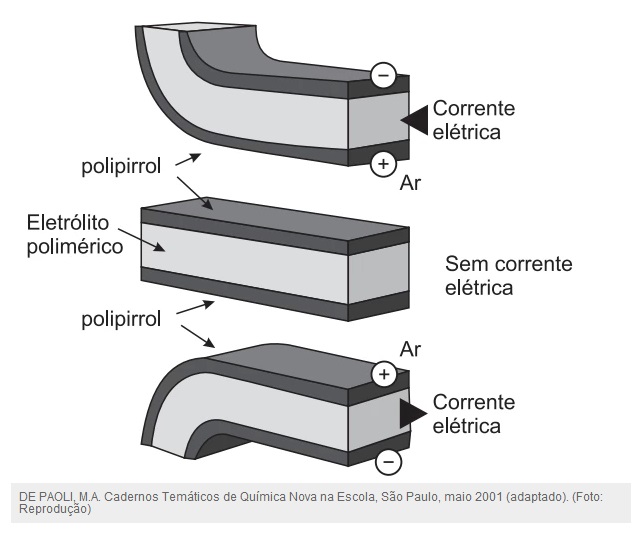 −
Corrente
elétrica
+
Ar
polipirrol
Eletrólito
polimérico
Sem corrente
elétrica
polipirrol
Ar
+
Corrente
elétrica
−
DE PAOLI, M.A. Cadernos Temáticos de Química Nova na Escola, São Paulo, maio 2001 (adaptado). (Foto:
Reprodução)